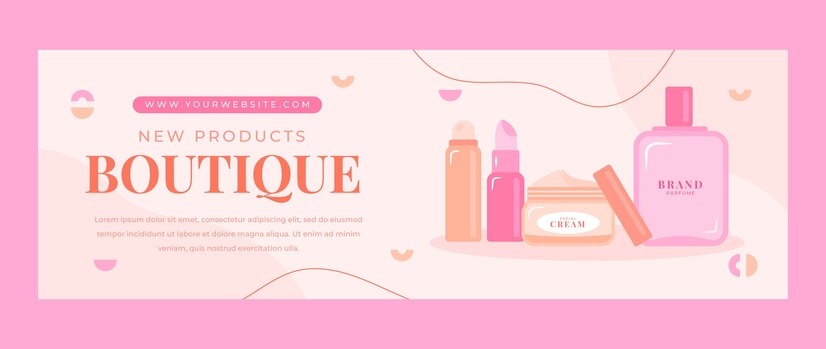 WWW.YOURWEBSITE.COM
NEW PRODUCTS
BOUTIQUE
Lorem ipsum dolor sit amet, consectetur adipiscing elit, sed
do eiusmod tempor ut labore et dolore magna aliqua. Ut enim ad minim
veniam, quis nostrud exercitation ulla.
FACIAL
CREAM
BRAND
PARFUME